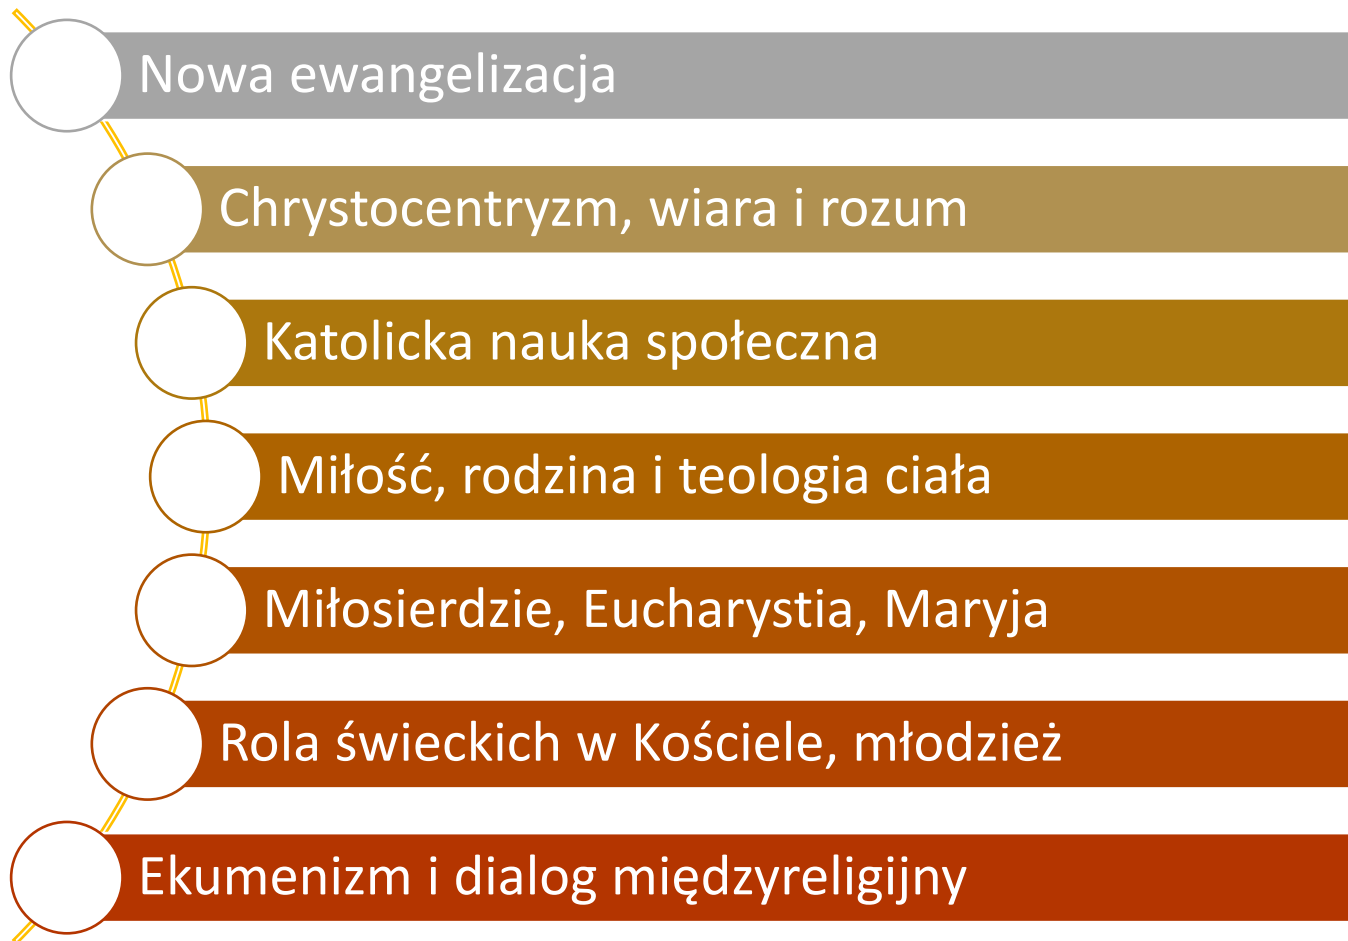 Nowa ewangelizacja
Chrystocentryzm, wiara i rozum
Katolicka nauka społeczna
Miłość, rodzina i teologia ciała
Miłosierdzie, Eucharystia, Maryja
Rola świeckich w Kościele, młodzież
Ekumenizm i dialog międzyreligijny